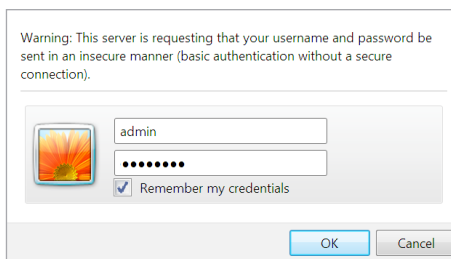 Warning: This server is requesting that your username and password be
sent in an insecure manner (basic authentication without a secure
connection).
admin
●●●●●●●●
Remember my credentials
OK
Cancel